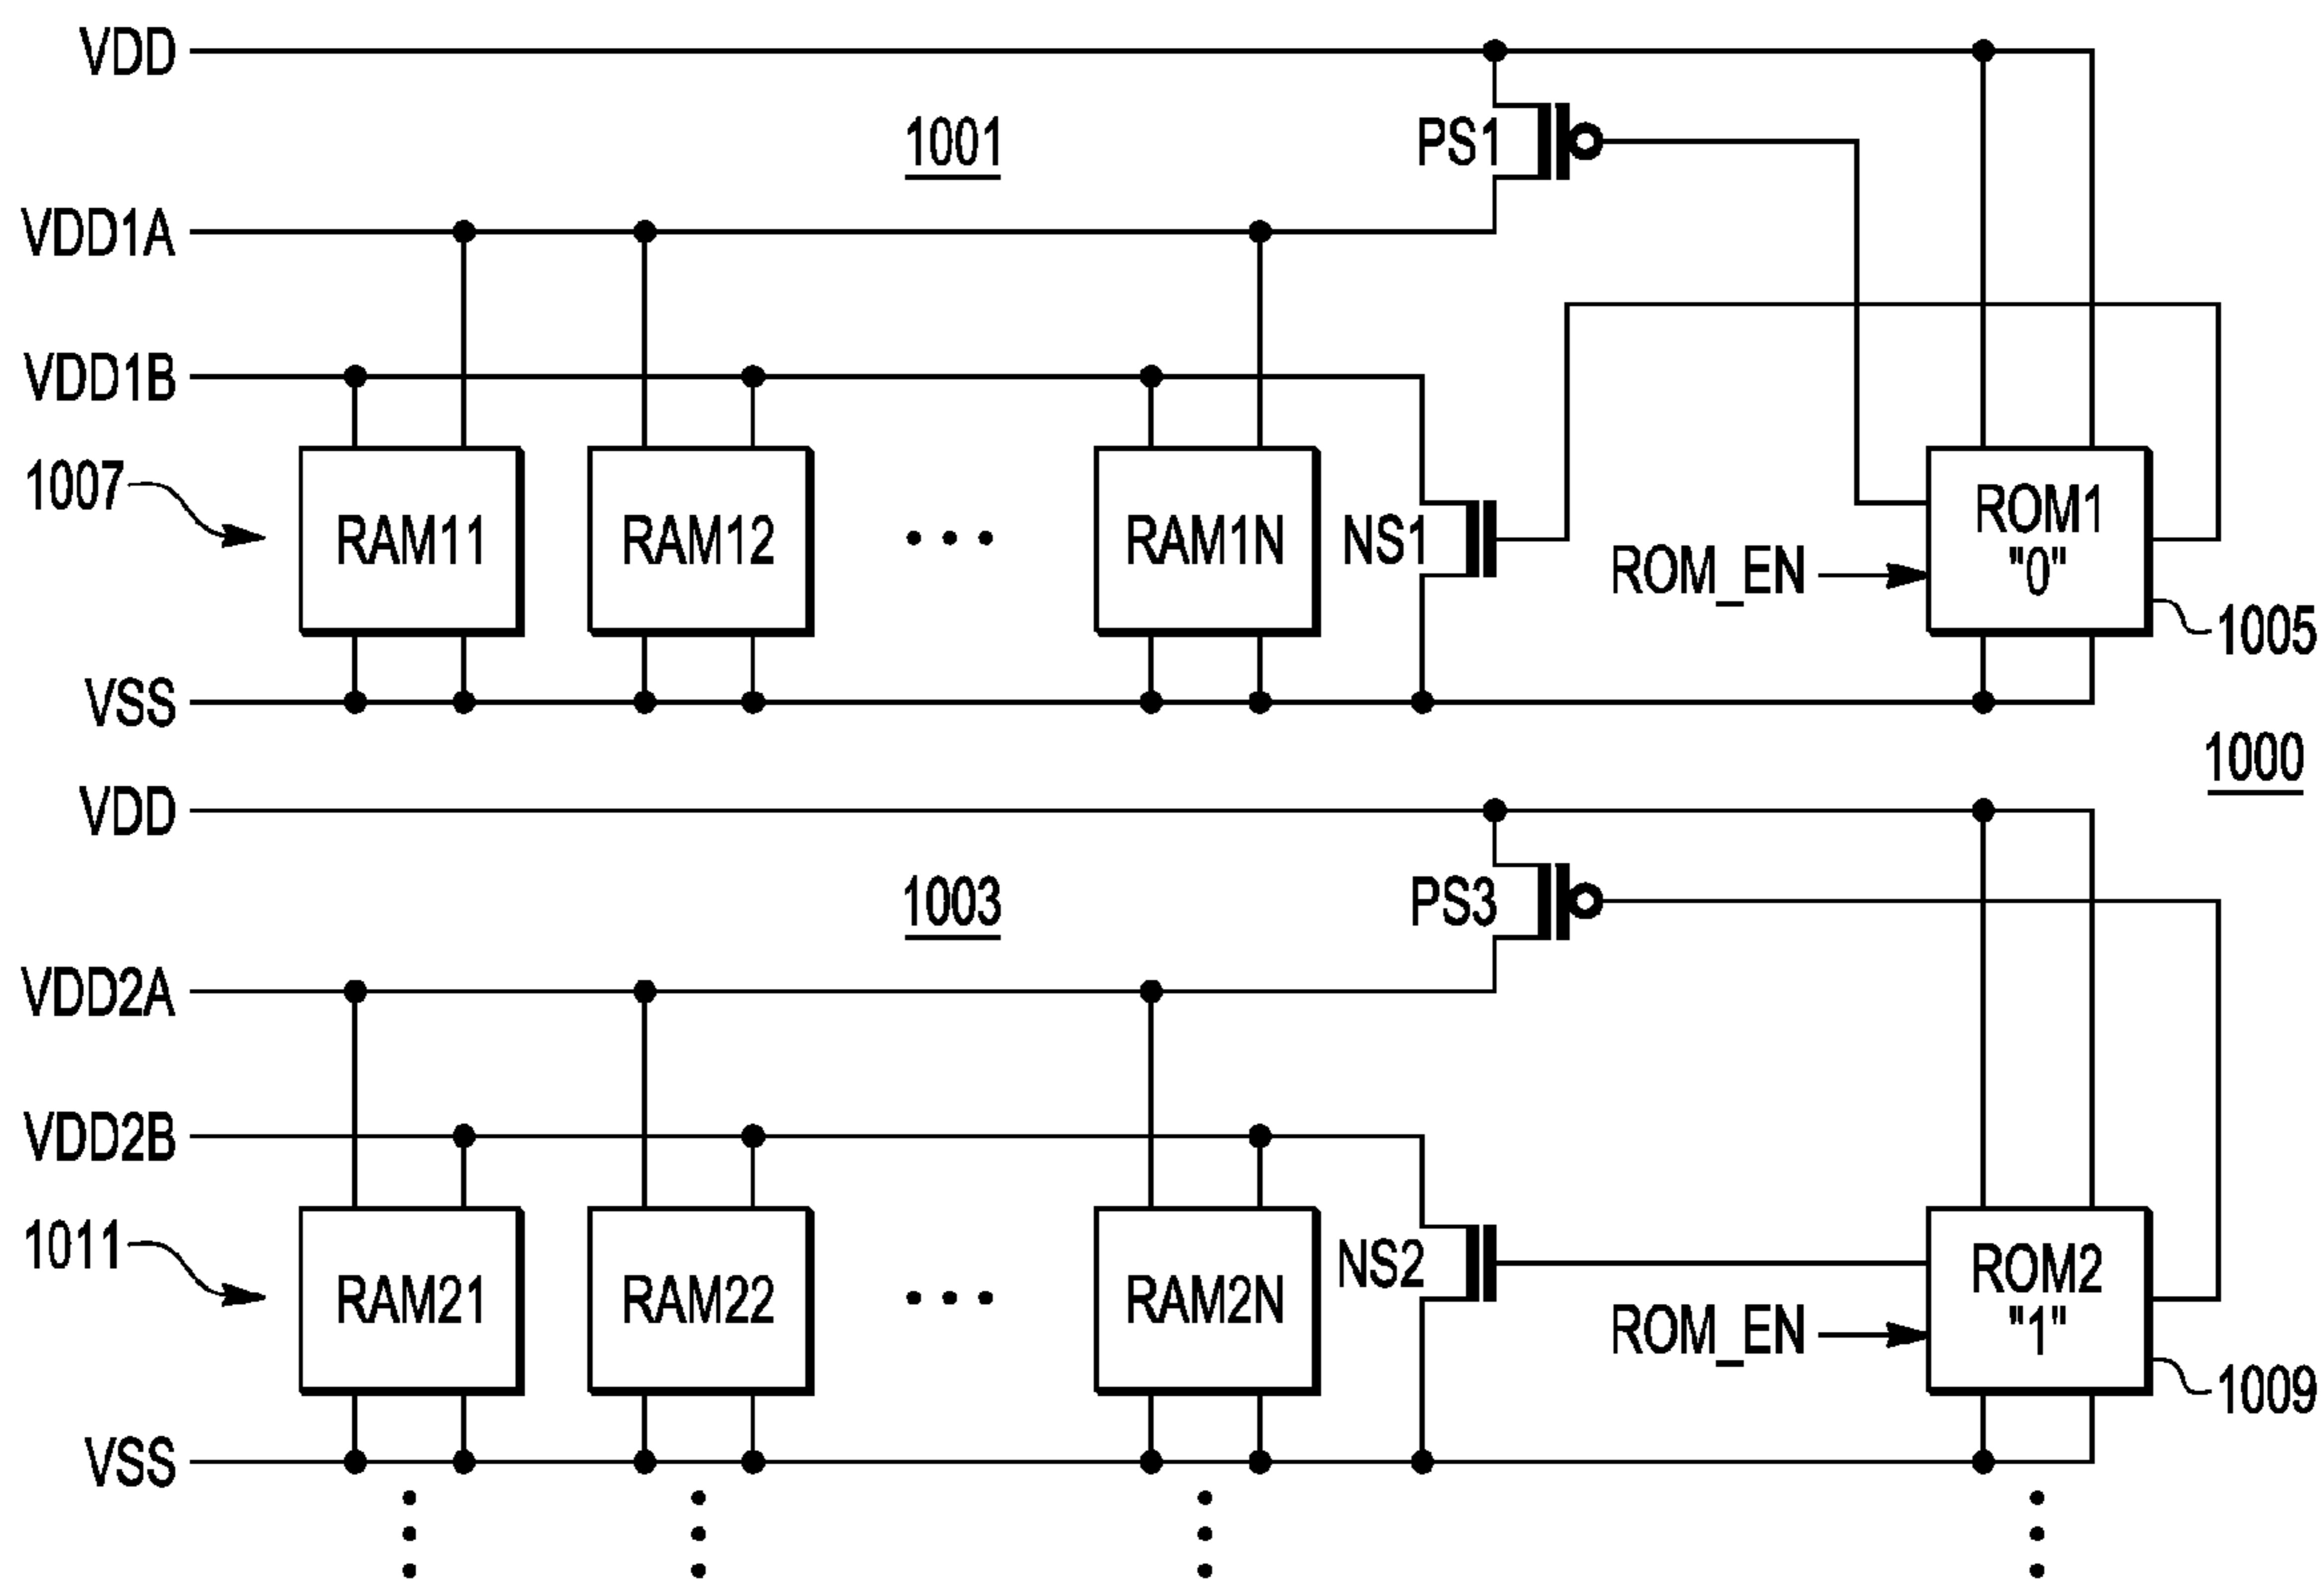 VDD
1001
PS1
VDD1A
VDD1B
1007
RAM11
RAM12
RAM1N
NS1
ROM_EN
ROM1
"0"
1005
VSS
1000
VDD
1003
PS3
VDD2A
VDD2B
1011
RAM21
RAM22
RAM2N
NS2
ROM_EN
ROM2
"1"
1009
VSS